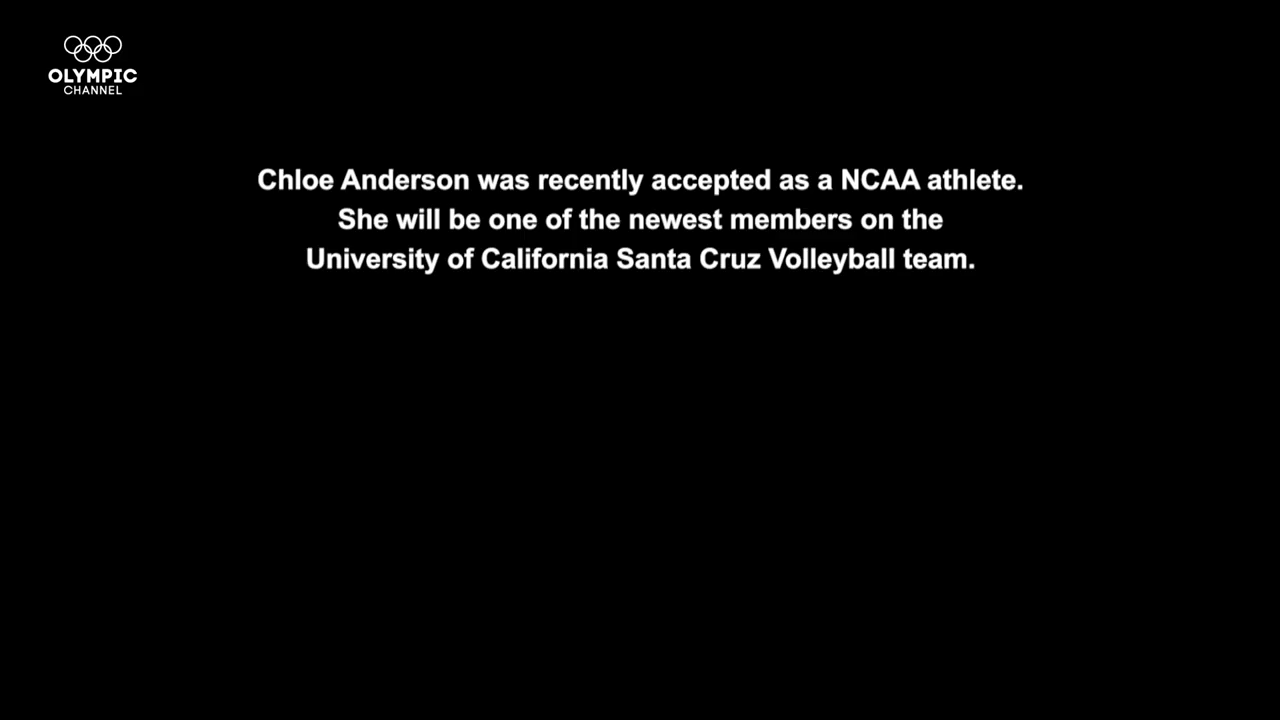 OLYMPIC
CHANNEL
Chloe Anderson was recently accepted as a NCAA athlete.
She will be one of the newest members on the
University of California Santa Cruz Volleyball team.